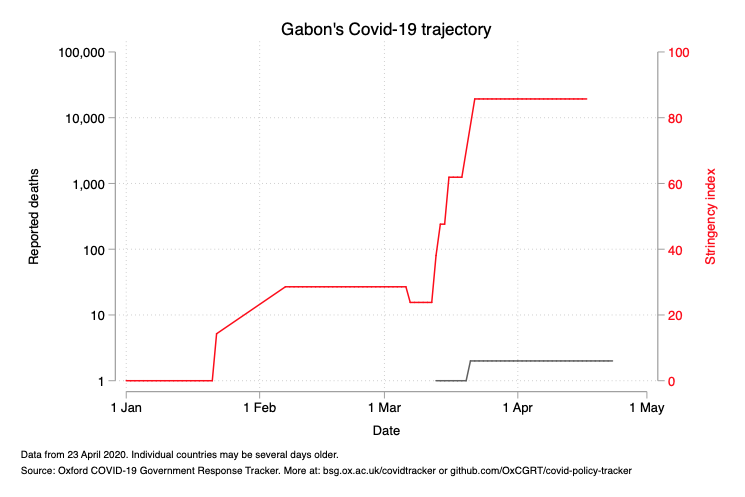 Gabon's Covid-19 trajectory
100,000
10,000
1,000
100
10
1
Reported deaths
100
80
60
40
20
0
Stringency index
1 Jan 1 Feb 1 Mar 1 Apr 1 May
Date
Data from 23 April 2020. Individual countries may be several days older.
Source: Oxford COVID-19 Government Response Tracker. More at: bsg.ox.ac.uk/covidtracker or github.com/OxCGRT/covid-policy-tracker